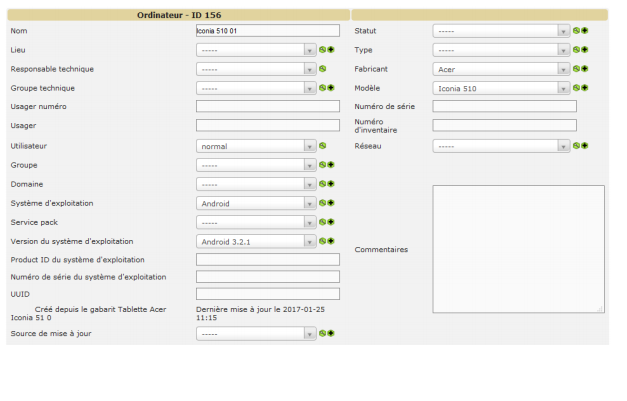 Ordinateur - ID 156
Nom Iconia 510 01 Statut -----
Lieu ----- Type -----
Responsable technique ----- Fabricant Acer
Groupe technique ----- Modèle Iconia 510
Usager numéro Numéro de série
Usager Numéro
d'inventaire
Utilisateur normal Réseau -----
Groupe -----
Domaine -----
Système d'exploitation Android
Service pack -----
Version du système d'exploitation Android 3.2.1
Commentaires
Product ID du système d'exploitation
Numéro de série du système d'exploitation
UUID
Créé depuis le gabarit Tablette Acer Dernière mise à jour le 2017-01-25
Iconia 51 0 11:15
Source de mise à jour -----